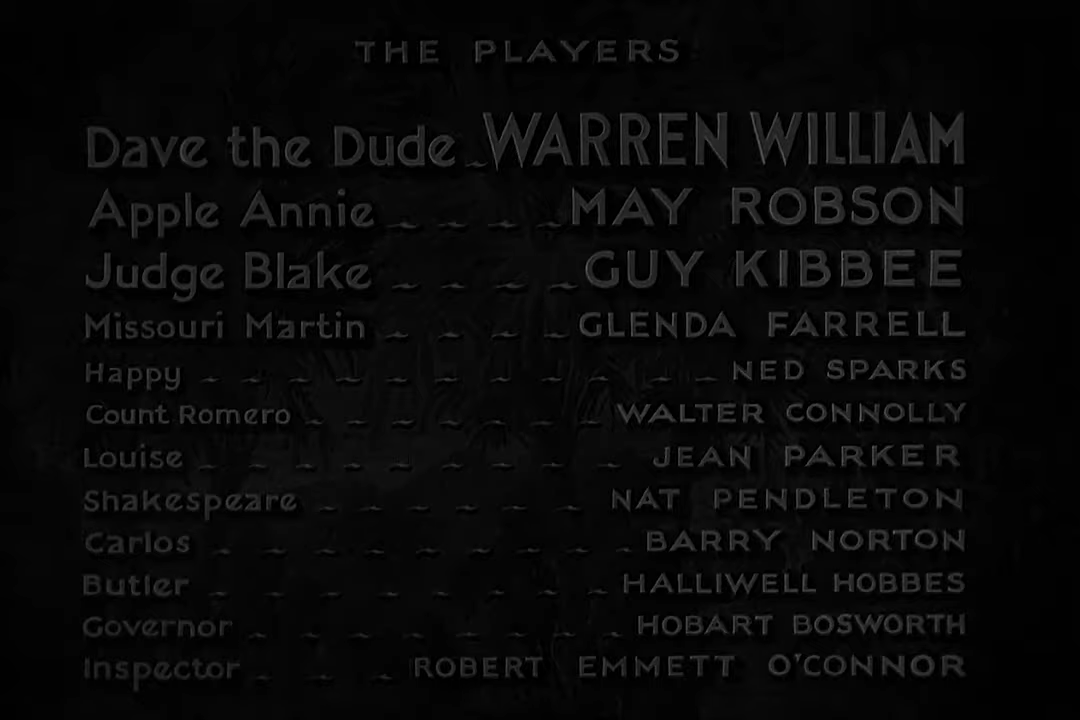 THE PLAYERS
Dave the Dude WARREN WILLIAM
Apple Annie MAY ROBSON
Judge Blake GUY KIBBEE
Missouri Martin GLENDA FARRELL
Happy NED SPARKS
Count Romero WALTER CONNOLLY
Louise JEAN PARKER
Shakespeare NAT PENDLETON
Carlos BARRY NORTON
Butler HALLIWELL HOBBES
Governor HOBART BOSWORTH
Inspector ROBERT EMMETT O'CONNOR